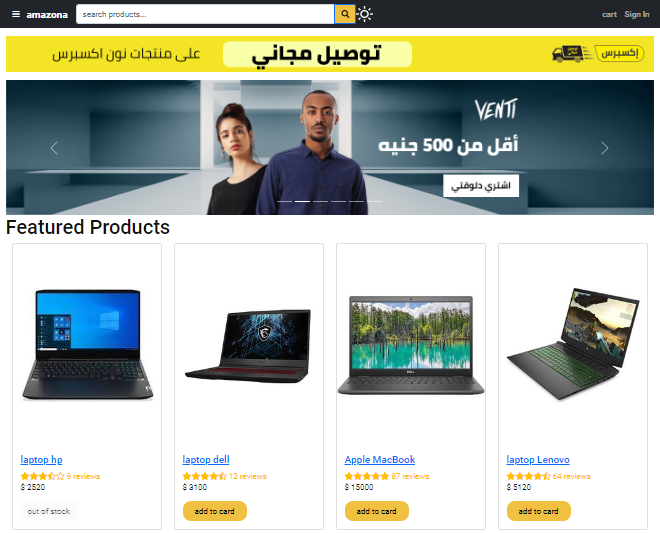 amazona
search products...
cart
Sign In
على منتجات نون اكسبرس
توصيل مجاني
إكسبرس
VENTI
أقل من 500 جنيه
اشتري دلوقتي
Featured Products
laptop hp
9 reviews
$ 2520
out of stock
laptop dell
12 reviews
$ 3100
add to card
Apple MacBook
87 reviews
$ 15000
add to card
laptop Lenovo
64 reviews
$ 5120
add to card